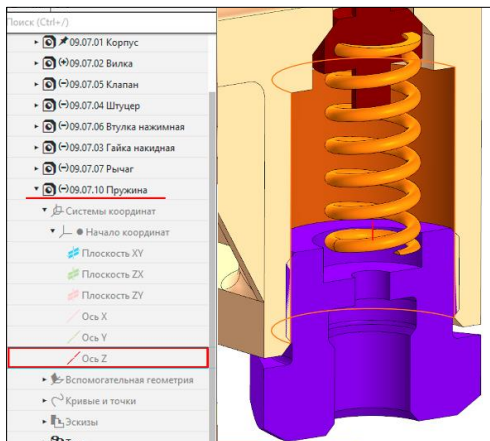 Поиск (Ctrl+/)
09.07.01 Корпус
(+)09.07.02 Вилка
(-)09.07.05 Клапан
(-)09.07.04 Штуцер
(-)09.07.06 Втулка нажимная
(-)09.07.03 Гайка накидная
(-)09.07.07 Рычаг
(-)09.07.10 Пружина
Системы координат
Начало координат
Плоскость XY
Плоскость ZX
Плоскость ZY
Ось X
Ось Y
Ось Z
Вспомогательная геометрия
Кривые и точки
Эскизы